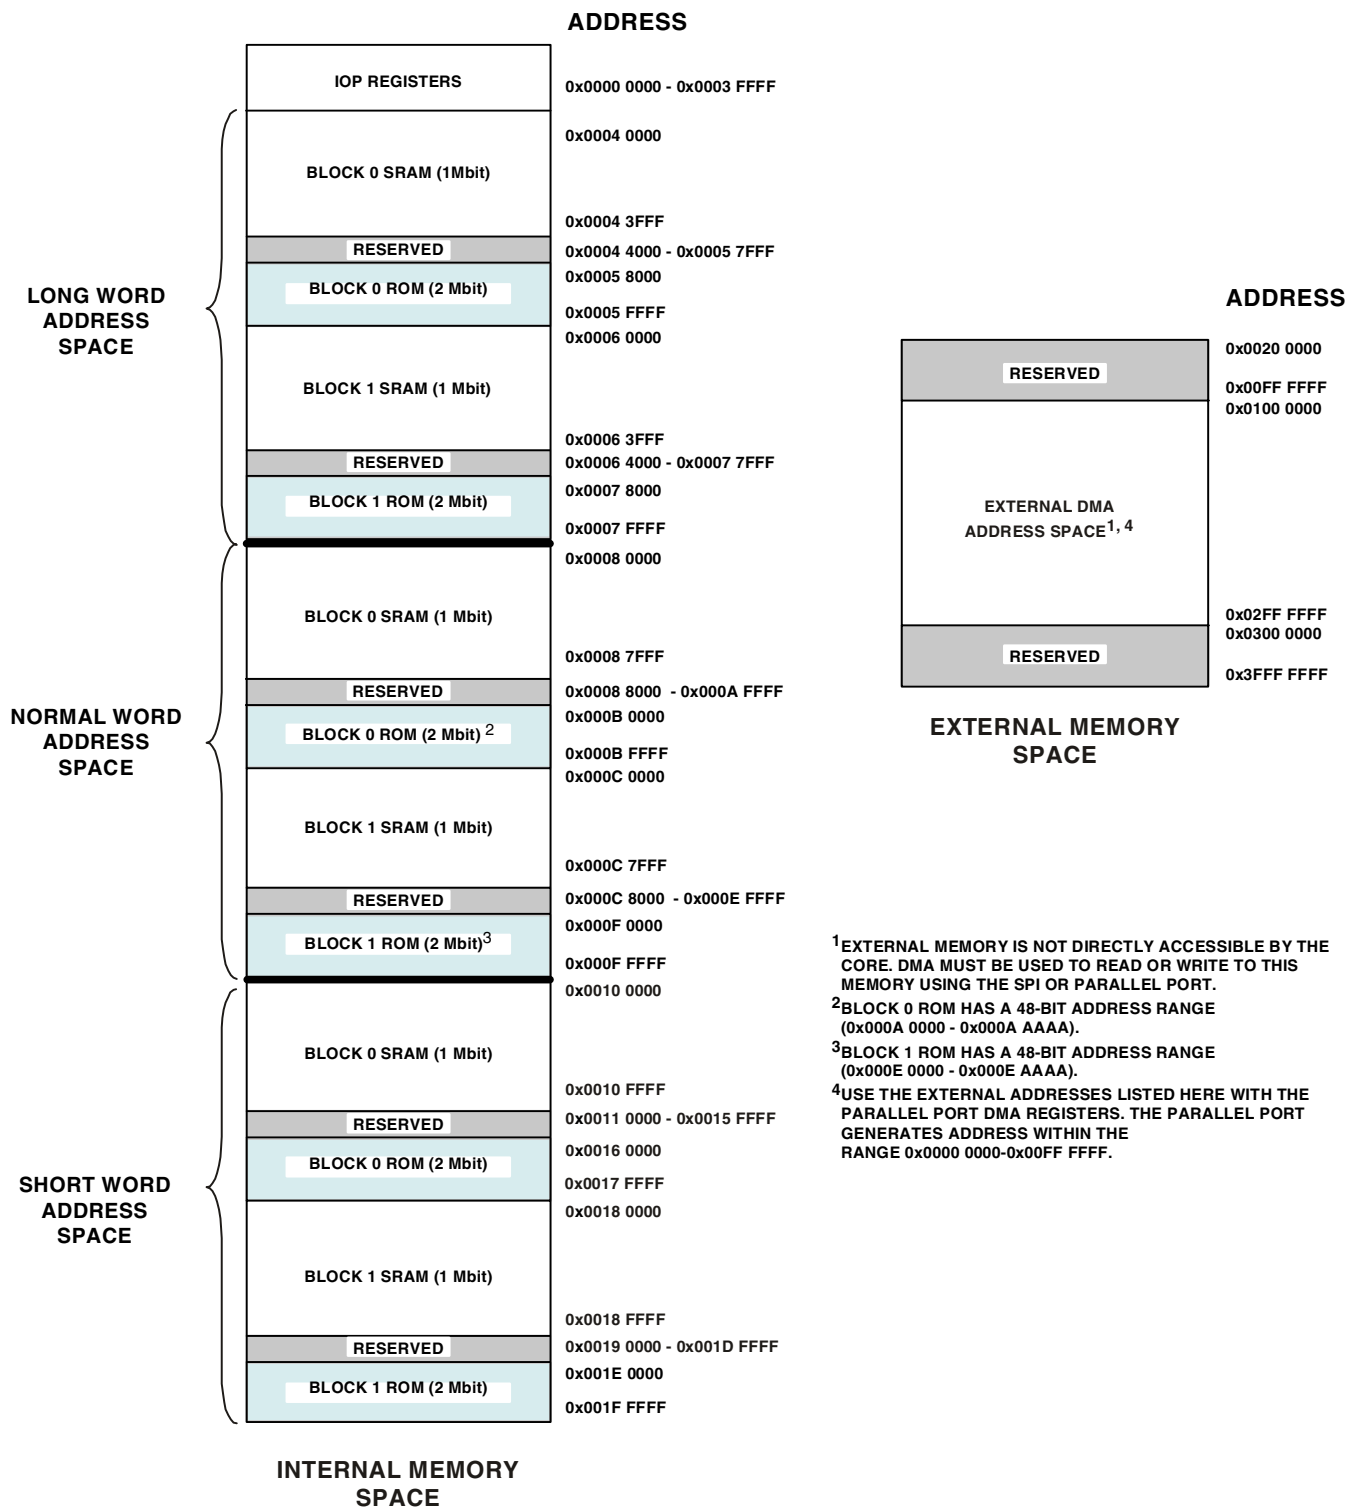 ADDRESS
IOP REGISTERS
0x0000 0000 - 0x0003 FFFF
LONG WORD
ADDRESS
SPACE
0x0004 0000
BLOCK 0 SRAM (1Mbit)
0x0004 3FFF
RESERVED
0x0004 4000 - 0x0005 7FFF
0x0005 8000
BLOCK 0 ROM (2 Mbit)
0x0005 FFFF
0x0006 0000
BLOCK 1 SRAM (1 Mbit)
0x0006 3FFF
RESERVED
0x0006 4000 - 0x0007 7FFF
0x0007 8000
BLOCK 1 ROM (2 Mbit)
0x0007 FFFF
NORMAL WORD
ADDRESS
SPACE
0x0008 0000
BLOCK 0 SRAM (1 Mbit)
0x0008 7FFF
RESERVED
0x0008 8000 - 0x000A FFFF
0x000B 0000
BLOCK 0 ROM (2 Mbit) 2
0x000B FFFF
0x000C 0000
BLOCK 1 SRAM (1 Mbit)
0x000C 7FFF
RESERVED
0x000C 8000 - 0x000E FFFF
0x000F 0000
BLOCK 1 ROM (2 Mbit)3
0x000F FFFF
SHORT WORD
ADDRESS
SPACE
0x0010 0000
BLOCK 0 SRAM (1 Mbit)
0x0010 FFFF
RESERVED
0x0011 0000 - 0x0015 FFFF
0x0016 0000
BLOCK 0 ROM (2 Mbit)
0x0017 FFFF
0x0018 0000
BLOCK 1 SRAM (1 Mbit)
0x0018 FFFF
RESERVED
0x0019 0000 - 0x001D FFFF
0x001E 0000
BLOCK 1 ROM (2 Mbit)
0x001F FFFF
INTERNAL MEMORY
SPACE
ADDRESS
0x0020 0000
RESERVED
0x00FF FFFF
0x0100 0000
EXTERNAL DMA
ADDRESS SPACE1, 4
0x02FF FFFF
0x0300 0000
RESERVED
0x3FFF FFFF
EXTERNAL MEMORY
SPACE
1EXTERNAL MEMORY IS NOT DIRECTLY ACCESSIBLE BY THE
CORE. DMA MUST BE USED TO READ OR WRITE TO THIS
MEMORY USING THE SPI OR PARALLEL PORT.
2BLOCK 0 ROM HAS A 48-BIT ADDRESS RANGE
(0x000A 0000 - 0x000A AAAA).
3BLOCK 1 ROM HAS A 48-BIT ADDRESS RANGE
(0x000E 0000 - 0x000E AAAA).
4USE THE EXTERNAL ADDRESSES LISTED HERE WITH THE
PARALLEL PORT DMA REGISTERS. THE PARALLEL PORT
GENERATES ADDRESS WITHIN THE
RANGE 0x0000 0000-0x00FF FFFF.